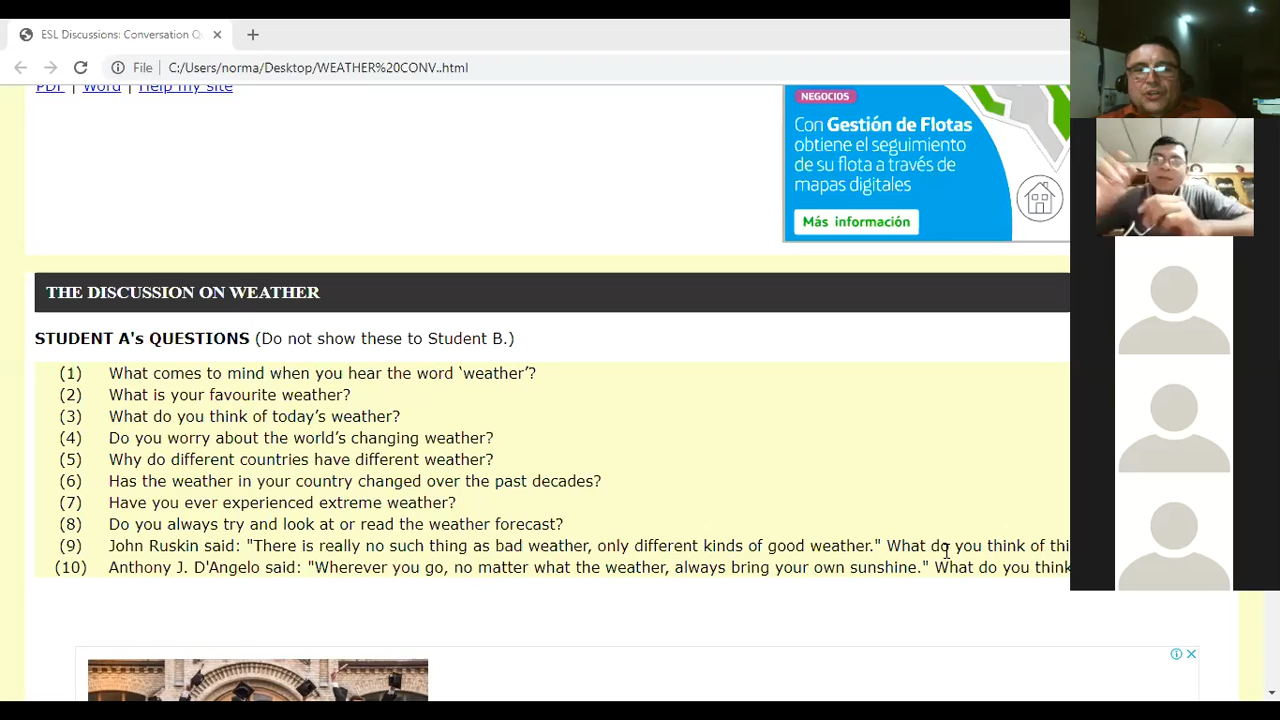 ESL Discussions: Conversation Q
File
C:/Users/norma/Desktop/WEATHER%20CONV..html
PDF | Word | Help my site
NEGOCIOS
Con Gestión de Flotas
obtiene el seguimiento
de su flota a través de
mapas digitales
Más información
THE DISCUSSION ON WEATHER
STUDENT A's QUESTIONS (Do not show these to Student B.)
(1) What comes to mind when you hear the word ‘weather’?
(2) What is your favourite weather?
(3) What do you think of today’s weather?
(4) Do you worry about the world’s changing weather?
(5) Why do different countries have different weather?
(6) Has the weather in your country changed over the past decades?
(7) Have you ever experienced extreme weather?
(8) Do you always try and look at or read the weather forecast?
(9) John Ruskin said: "There is really no such thing as bad weather, only different kinds of good weather." What do you think of thi
(10) Anthony J. D'Angelo said: "Wherever you go, no matter what the weather, always bring your own sunshine." What do you think